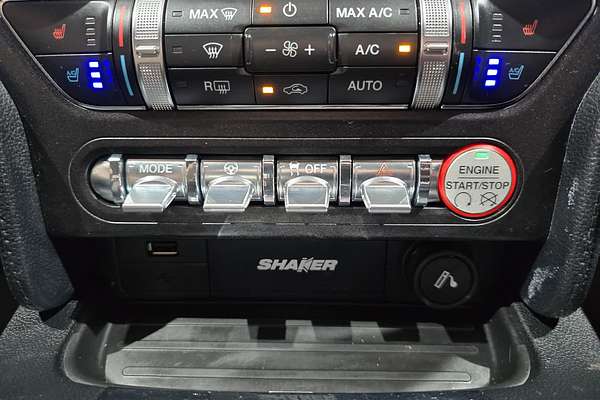 MAX
MAX A/C
A/C
R
AUTO
MODE
OFF
ENGINE
START/STOP
SHAKER